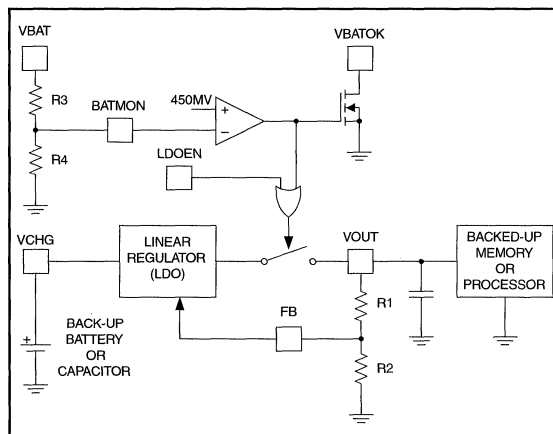 VBAT
VBATOK
R3
BATMON
450MV
+
−
R4
LDOEN
VCHG
LINEAR
REGULATOR
(LDO)
VOUT
BACKED-UP
MEMORY
OR
PROCESSOR
R1
FB
+
BACK-UP
BATTERY
OR
CAPACITOR
R2